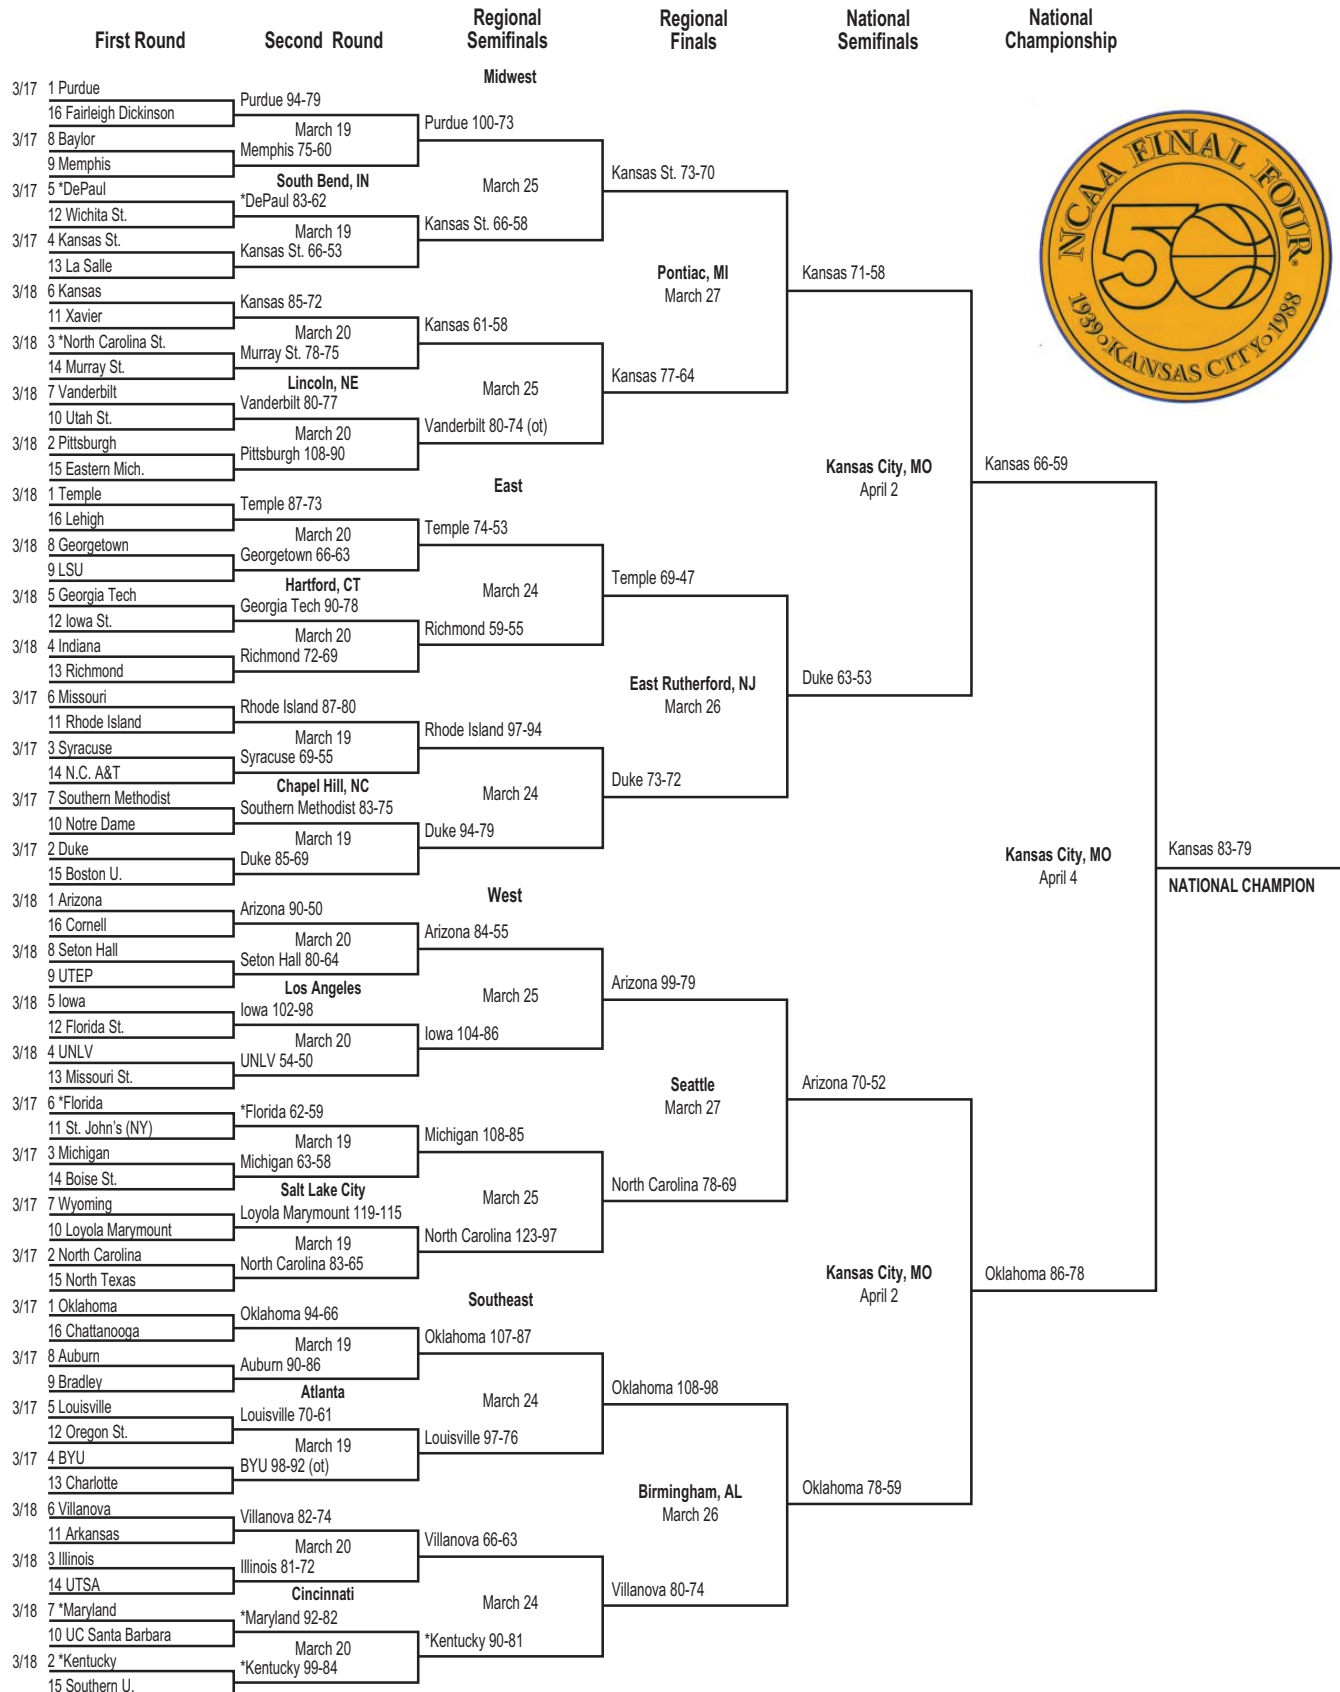 First Round
Second Round
Regional
Semifinals
Regional
Finals
National
Semifinals
National
Championship
Midwest
3/17 1 Purdue
16 Fairleigh Dickinson
3/17 8 Baylor
9 Memphis
3/17 5 *DePaul
12 Wichita St.
3/17 4 Kansas St.
13 La Salle
3/18 6 Kansas
11 Xavier
3/18 3 *North Carolina St.
14 Murray St.
3/18 7 Vanderbilt
10 Utah St.
3/18 2 Pittsburgh
15 Eastern Mich.
Purdue 94-79
March 19
Memphis 75-60
South Bend, IN
*DePaul 83-62
March 19
Kansas St. 66-53
Kansas 85-72
March 20
Murray St. 78-75
Lincoln, NE
Vanderbilt 80-77
March 20
Pittsburgh 108-90
Purdue 100-73
March 25
Kansas St. 66-58
Kansas 61-58
March 25
Vanderbilt 80-74 (ot)
Kansas St. 73-70
Pontiac, MI
March 27
Kansas 77-64
Kansas 71-58
East
3/18 1 Temple
16 Lehigh
3/18 8 Georgetown
9 LSU
3/18 5 Georgia Tech
12 Iowa St.
3/18 4 Indiana
13 Richmond
3/17 6 Missouri
11 Rhode Island
3/17 3 Syracuse
14 N.C. A&T
3/17 7 Southern Methodist
10 Notre Dame
3/17 2 Duke
15 Boston U.
Temple 87-73
March 20
Georgetown 66-63
Hartford, CT
Georgia Tech 90-78
March 20
Richmond 72-69
Rhode Island 87-80
March 19
Syracuse 69-55
Chapel Hill, NC
Southern Methodist 83-75
March 19
Duke 85-69
Temple 74-53
March 24
Richmond 59-55
Rhode Island 97-94
March 24
Duke 94-79
Temple 69-47
East Rutherford, NJ
March 26
Duke 73-72
Duke 63-53
Kansas City, MO
April 2
Kansas 66-59
West
3/18 1 Arizona
16 Cornell
3/18 8 Seton Hall
9 UTEP
3/18 5 Iowa
12 Florida St.
3/18 4 UNLV
13 Missouri St.
3/17 6 *Florida
11 St. John's (NY)
3/17 3 Michigan
14 Boise St.
3/17 7 Wyoming
10 Loyola Marymount
3/17 2 North Carolina
15 North Texas
Arizona 90-50
March 20
Seton Hall 80-64
Los Angeles
Iowa 102-98
March 20
UNLV 54-50
*Florida 62-59
March 19
Michigan 63-58
Salt Lake City
Loyola Marymount 119-115
March 19
North Carolina 83-65
Arizona 84-55
March 25
Iowa 104-86
Michigan 108-85
March 25
North Carolina 123-97
Arizona 99-79
Seattle
March 27
North Carolina 78-69
Arizona 70-52
Southeast
3/17 1 Oklahoma
16 Chattanooga
3/17 8 Auburn
9 Bradley
3/17 5 Louisville
12 Oregon St.
3/17 4 BYU
13 Charlotte
3/18 6 Villanova
11 Arkansas
3/18 3 Illinois
14 UTSA
3/18 7 *Maryland
10 UC Santa Barbara
3/18 2 *Kentucky
15 Southern U.
Oklahoma 94-66
March 19
Auburn 90-86
Atlanta
Louisville 70-61
March 19
BYU 98-92 (ot)
Villanova 82-74
March 20
Illinois 81-72
Cincinnati
*Maryland 92-82
March 20
*Kentucky 99-84
Oklahoma 107-87
March 24
Louisville 97-76
Villanova 66-63
March 24
*Kentucky 90-81
Oklahoma 108-98
Birmingham, AL
March 26
Villanova 80-74
Oklahoma 78-59
Kansas City, MO
April 2
Oklahoma 86-78
Kansas City, MO
April 4
Kansas 83-79
NATIONAL CHAMPION
NCAA FINAL FOUR®
50
1939 • KANSAS CITY • 1988